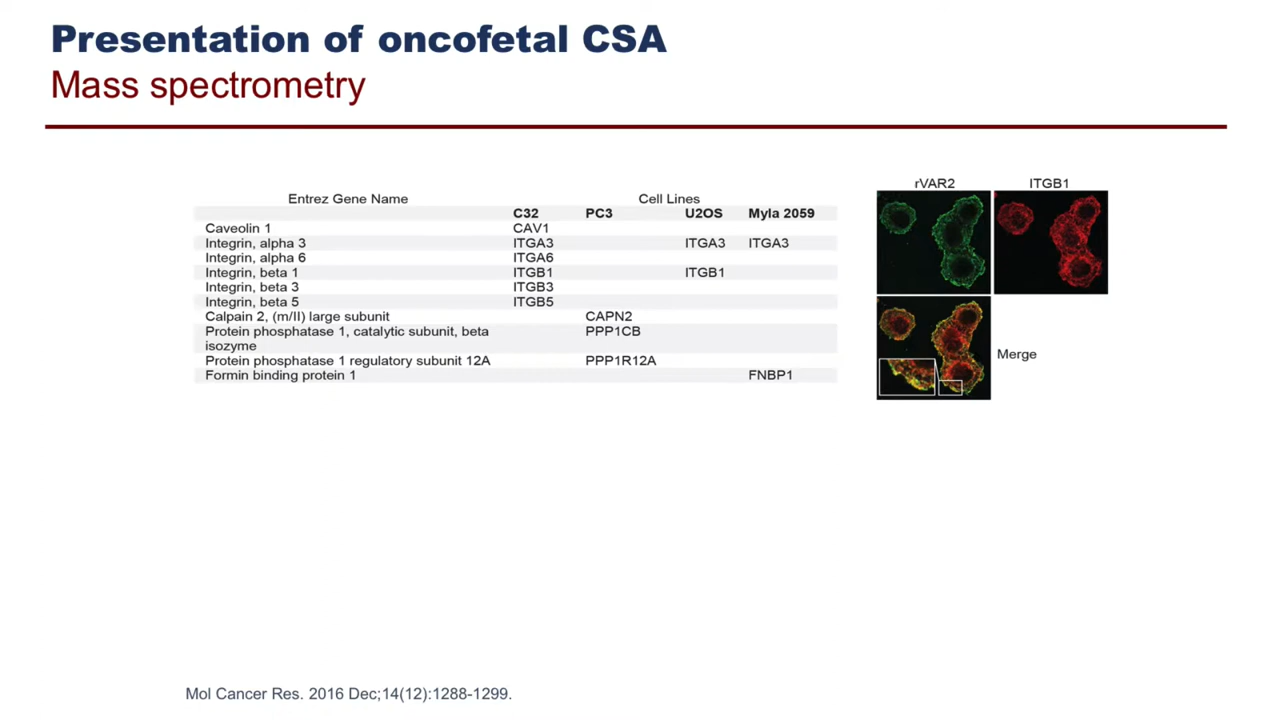 Presentation of oncofetal CSA
Mass spectrometry
Entrez Gene Name Cell Lines
C32 PC3 U2OS Myla 2059
Caveolin 1 CAV1
Integrin, alpha 3 ITGA3 ITGA3 ITGA3
Integrin, alpha 6 ITGA6
Integrin, beta 1 ITGB1 ITGB1
Integrin, beta 3 ITGB3
Integrin, beta 5 ITGB5
Calpain 2, (m/II) large subunit CAPN2
Protein phosphatase 1, catalytic subunit, beta PPP1CB
isozyme
Protein phosphatase 1 regulatory subunit 12A PPP1R12A
Formin binding protein 1 FNBP1
rVAR2 ITGB1
Merge
Mol Cancer Res. 2016 Dec;14(12):1288-1299.